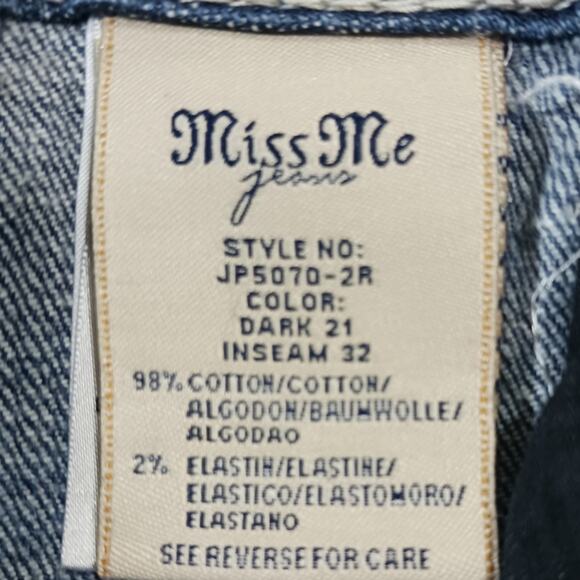 Miss Me
jeans
STYLE NO:
JP5070-2R
COLOR:
DARK 21
INSEAM 32
98% COTTON/COTTON/
ALGODON/BAUMWOLLE/
ALGODAO
2% ELASTIN/ELASTINE/
ELASTICO/ELASTOMORO/
ELASTANO
SEE REVERSE FOR CARE